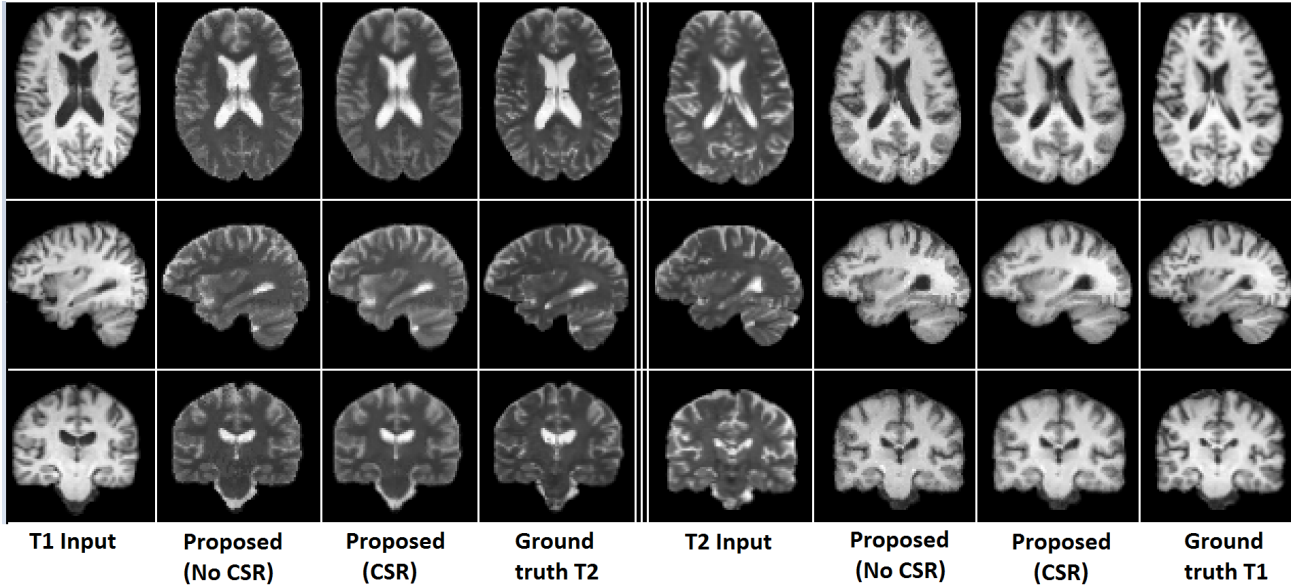 T1 Input
Proposed
(No CSR)
Proposed
(CSR)
Ground
truth T2
T2 Input
Proposed
(No CSR)
Proposed
(CSR)
Ground
truth T1